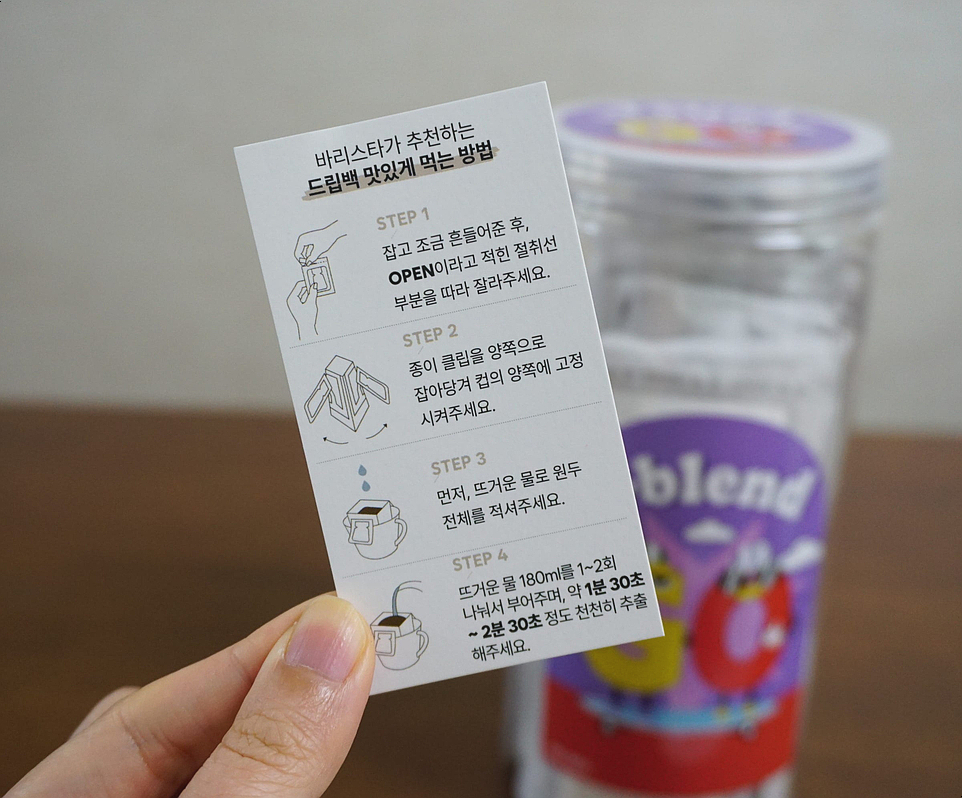 바리스타가 추천하는
드립백 맛있게 먹는 방법
STEP 1
잡고 조금 흔들어준 후,
OPEN이라고 적힌 절취선
부분을 따라 잘라주세요.
STEP 2
종이 클립을 양쪽으로
잡아당겨 컵의 양쪽에 고정
시켜주세요.
STEP 3
먼저, 뜨거운 물로 원두
전체를 적셔주세요.
STEP 4
뜨거운 물 180ml를 1~2회
나눠서 부어주며, 약 1분 30초
~ 2분 30초 정도 천천히 추출
해주세요.
blend
GO